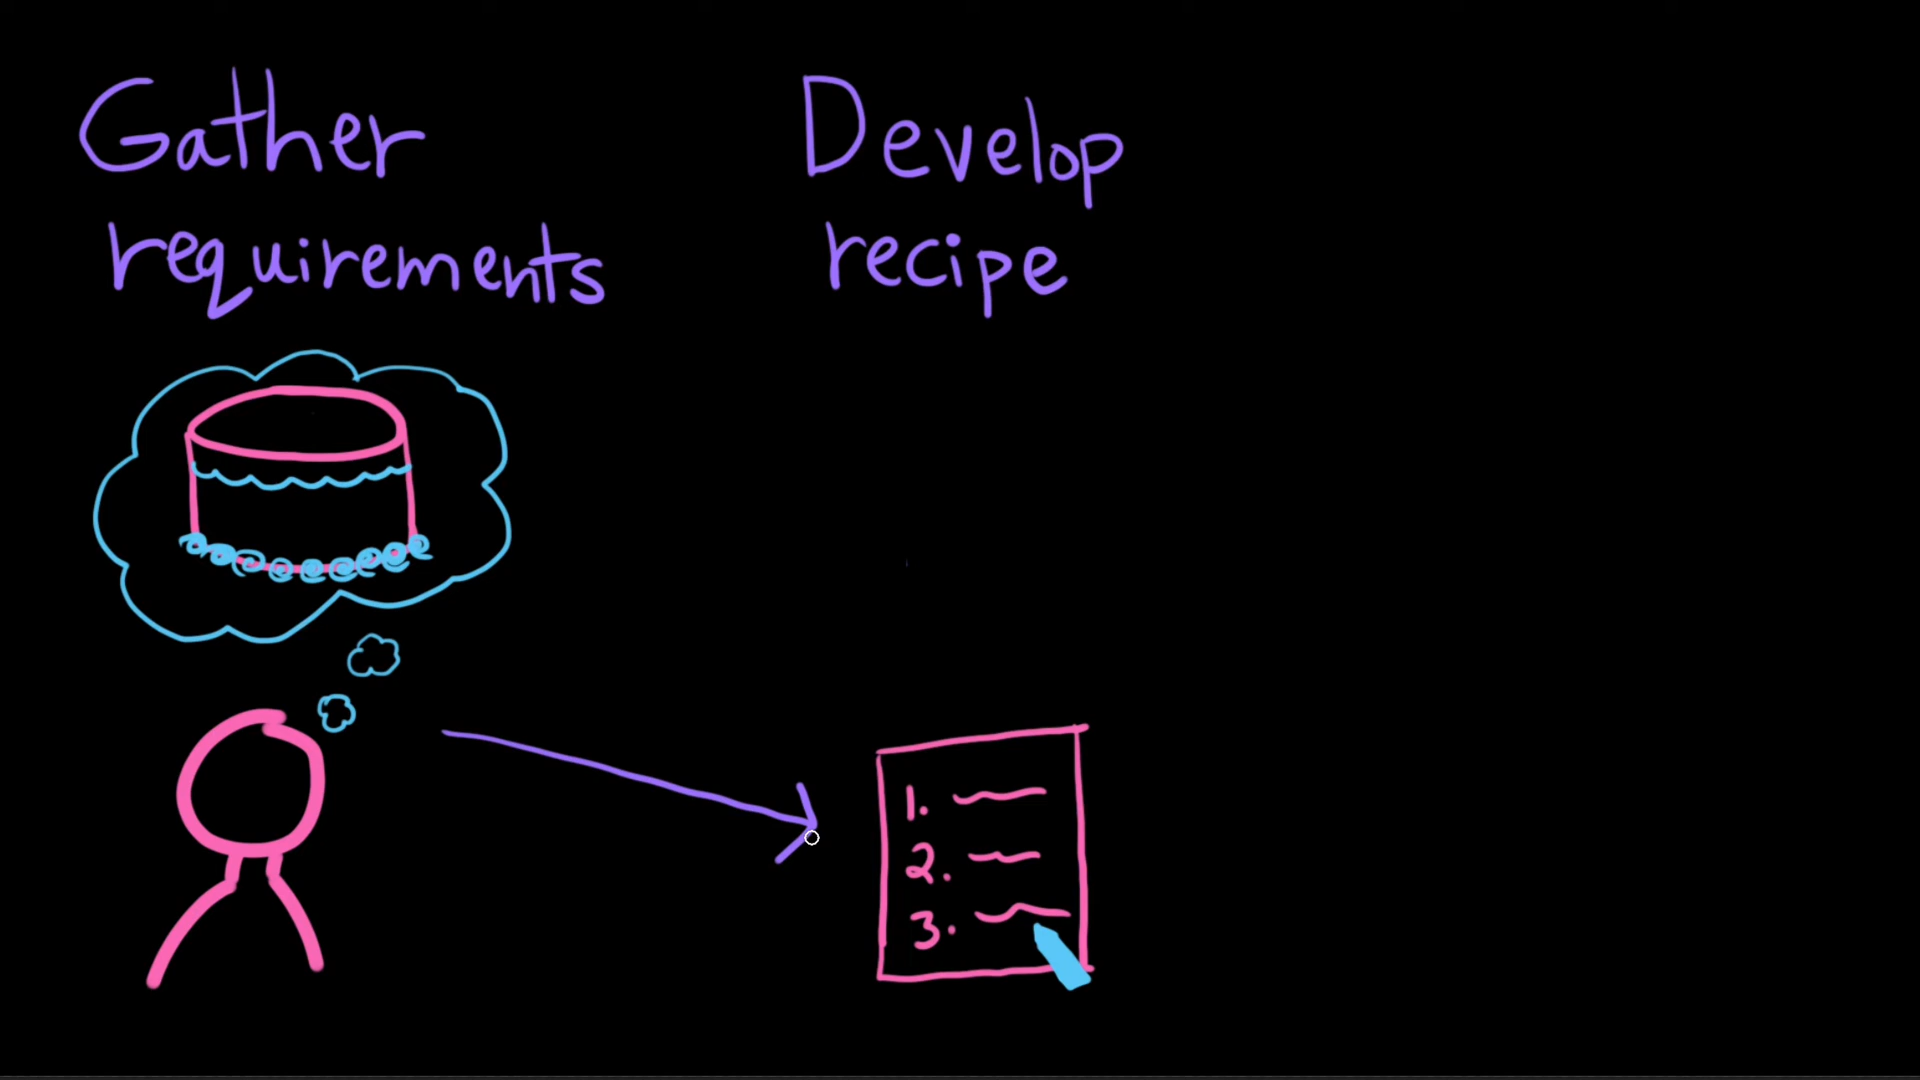 Gather
requirements
Develop
recipe
1.
2.
3.